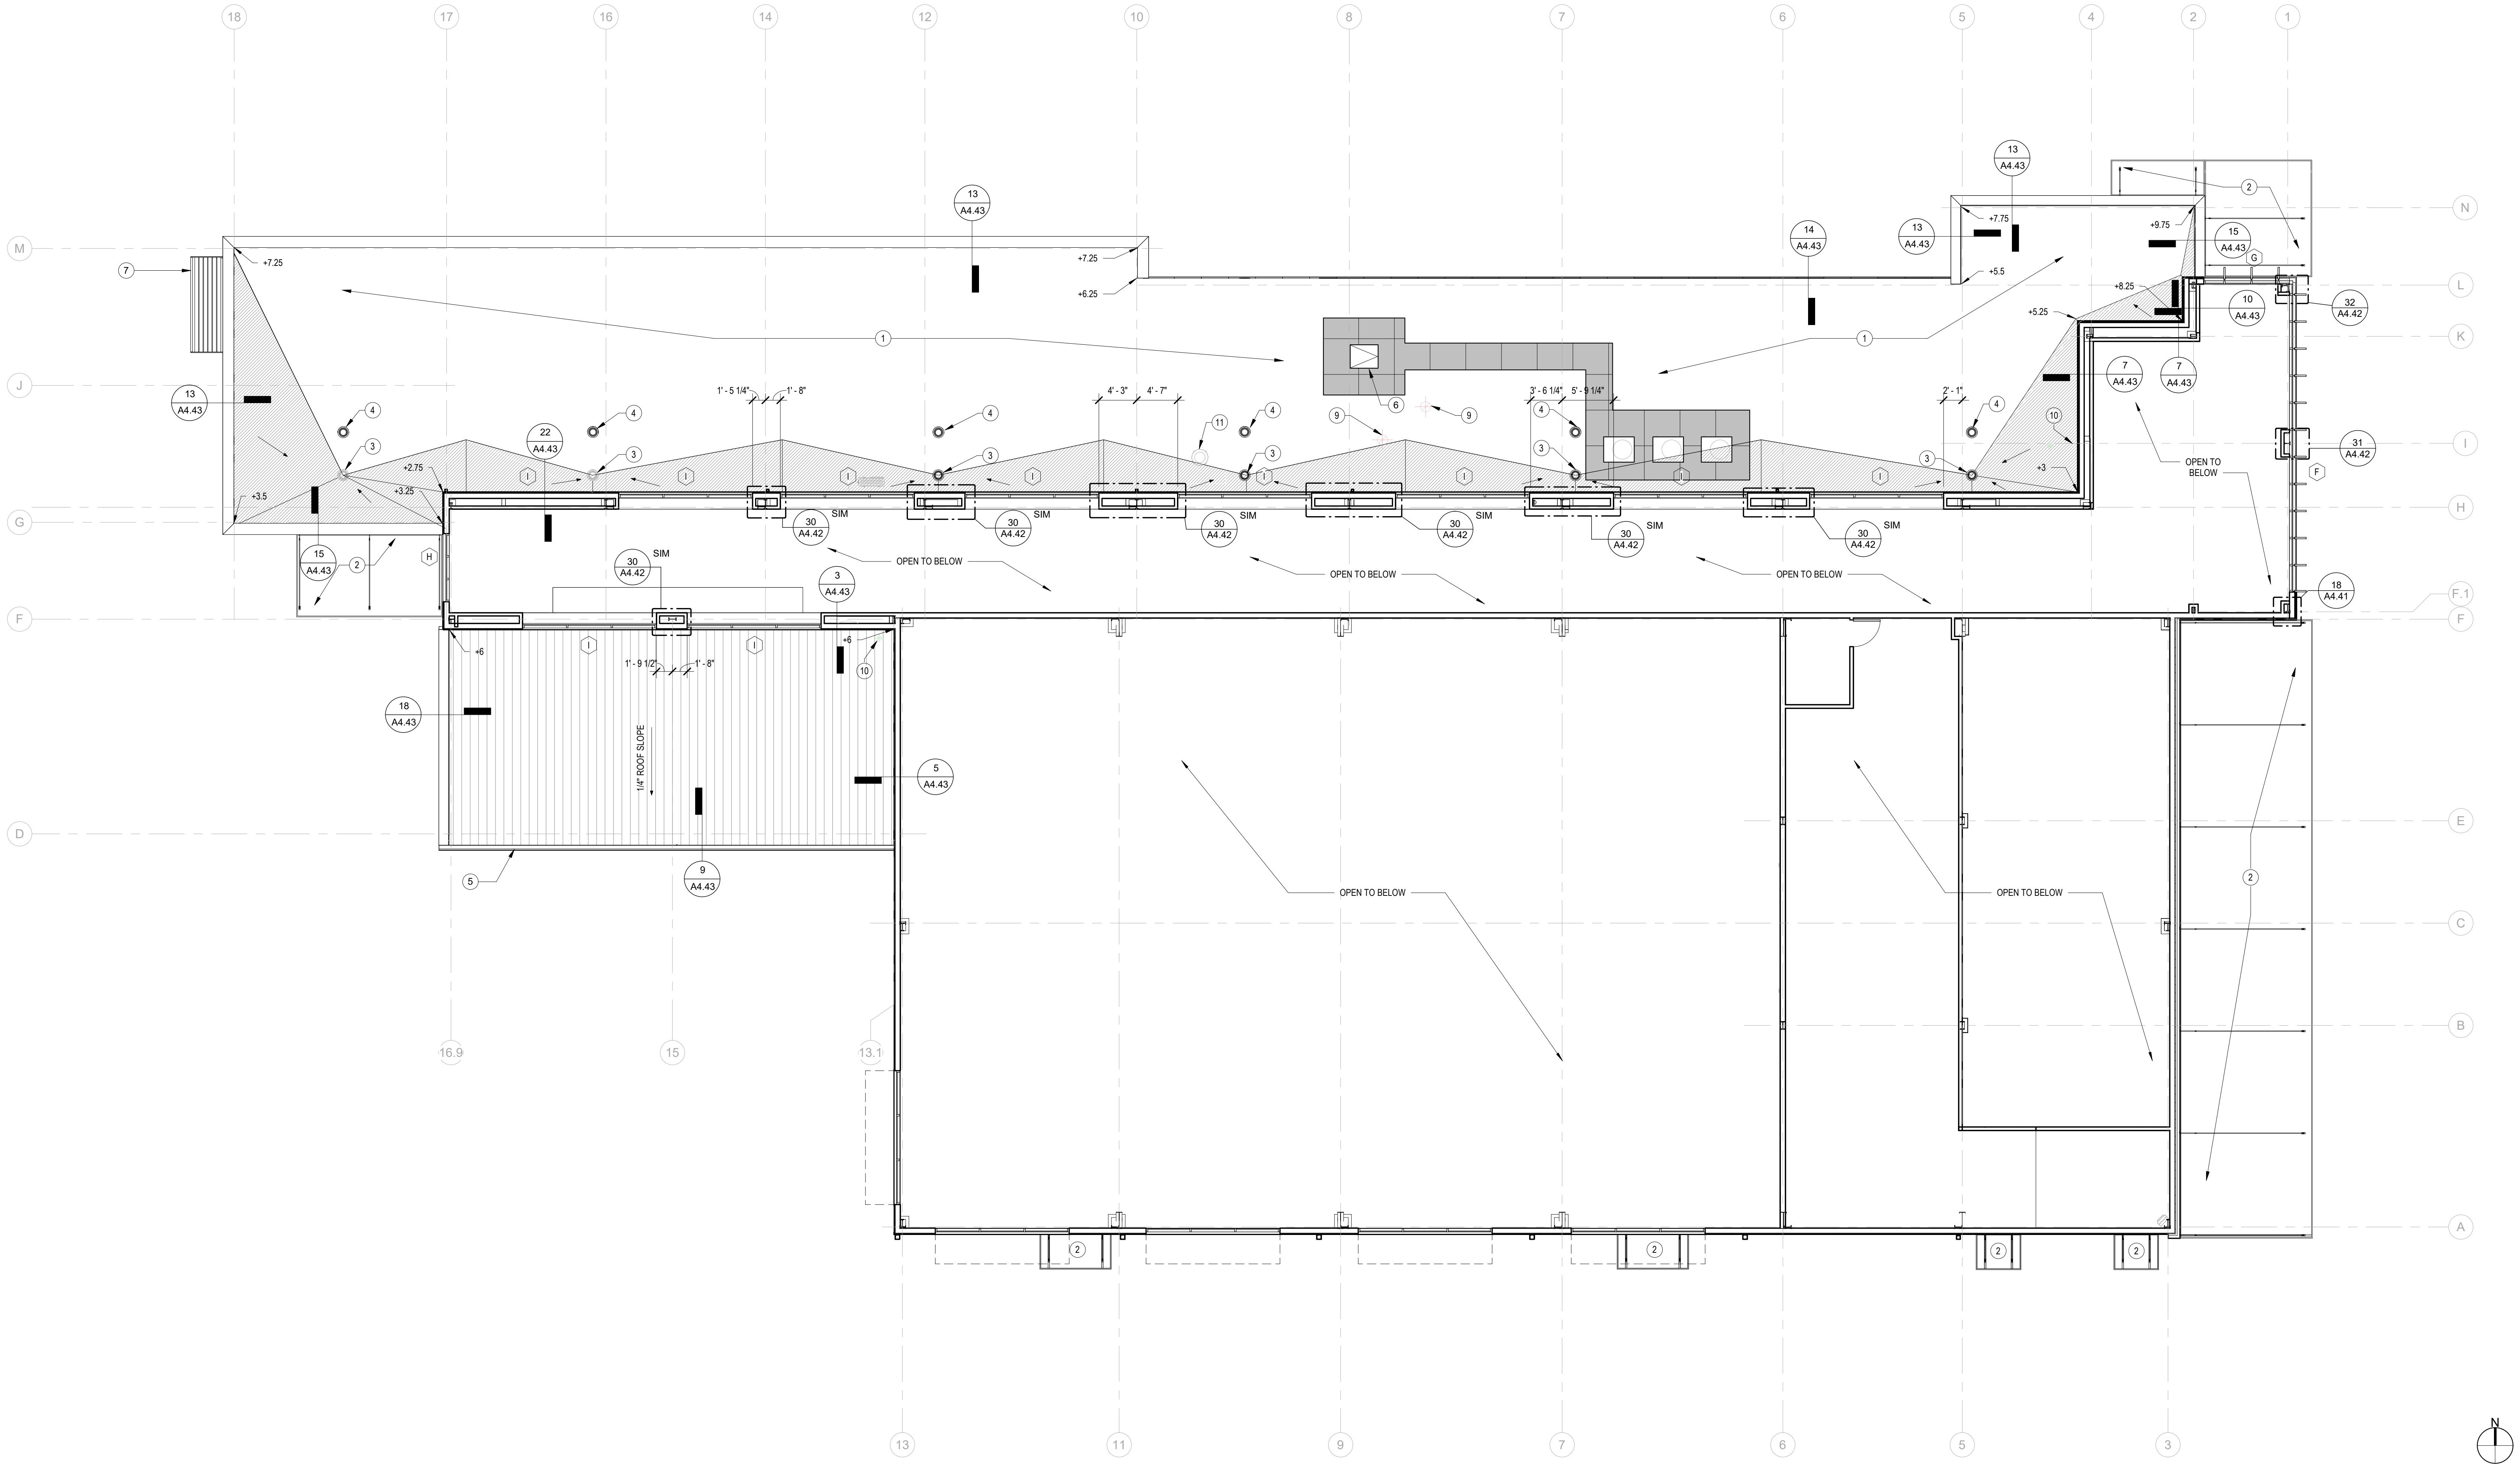 18 17 16 14 12 10 8 7 6 5 4 2 1
13
A4.43
2
13
A4.43
N
+7.75
+9.75
13
A4.43
14
A4.43
15
A4.43
M
+7.25
+7.25
G
7
+5.5
L
+6.25
+8.25
10
A4.43
32
A4.42
+5.25
1
1
K
J
13
A4.43
1' - 5 1/4"
1' - 8"
4' - 3"
4' - 7"
3' - 6 1/4"
5' - 9 1/4"
2' - 1"
7
A4.43
7
A4.43
6
4
4
4
4
4
4
9
9
10
11
22
A4.43
3
3
3
3
3
3
I
31
A4.42
+2.75
+3
OPEN TO
BELOW
F
I
I
I
I
I
I
I
I
+3.5
+3.25
G
H
30
A4.42
SIM
30
A4.42
SIM
30
A4.42
SIM
30
A4.42
SIM
30
A4.42
SIM
30
A4.42
SIM
15
A4.43
2
H
30
A4.42
SIM
3
A4.43
OPEN TO BELOW
OPEN TO BELOW
OPEN TO BELOW
18
A4.41
F.1
F
F
+6
I
I
+6
1' - 9 1/2"
1' - 8"
10
18
A4.43
1/4" ROOF SLOPE
5
A4.43
D
E
9
A4.43
5
OPEN TO BELOW
OPEN TO BELOW
2
C
B
16.9
15
13.1
A
2
2
2
2
13 11 9 7 6 5 3
N